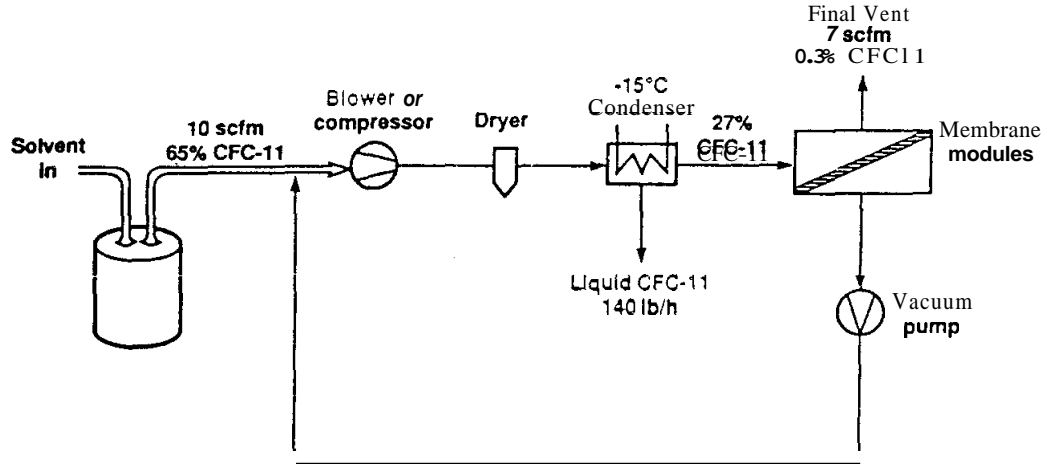 Final Vent
7 scfm
0.3% CFCl1
-15°C
Condenser
Blower or
compressor
Dryer
10 scfm
65% CFC-11
27%
CFC-11
Solvent
in
Membrane
modules
Liquid CFC-11
140 lb/h
Vacuum
pump